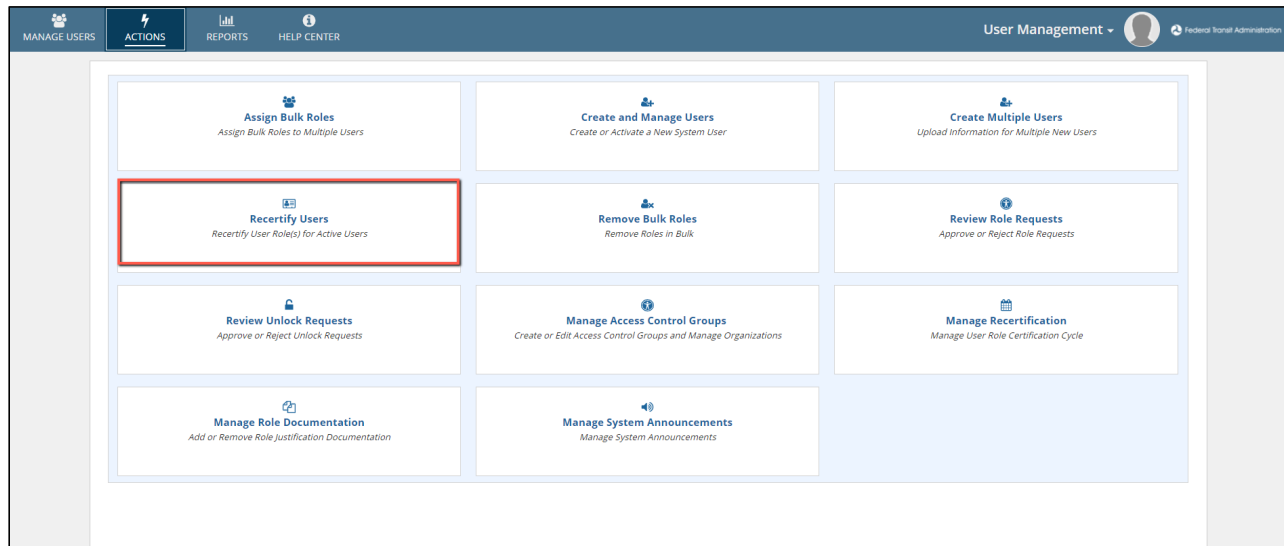 MANAGE USERS
ACTIONS
REPORTS
HELP CENTER
User Management
Federal Transit Administration
Assign Bulk Roles
Assign Bulk Roles to Multiple Users
Create and Manage Users
Create or Activate a New System User
Create Multiple Users
Upload Information for Multiple New Users
Recertify Users
Recertify User Role(s) for Active Users
Remove Bulk Roles
Remove Roles in Bulk
Review Role Requests
Approve or Reject Role Requests
Review Unlock Requests
Approve or Reject Unlock Requests
Manage Access Control Groups
Create or Edit Access Control Groups and Manage Organizations
Manage Recertification
Manage User Role Certification Cycle
Manage Role Documentation
Add or Remove Role Justification Documentation
Manage System Announcements
Manage System Announcements